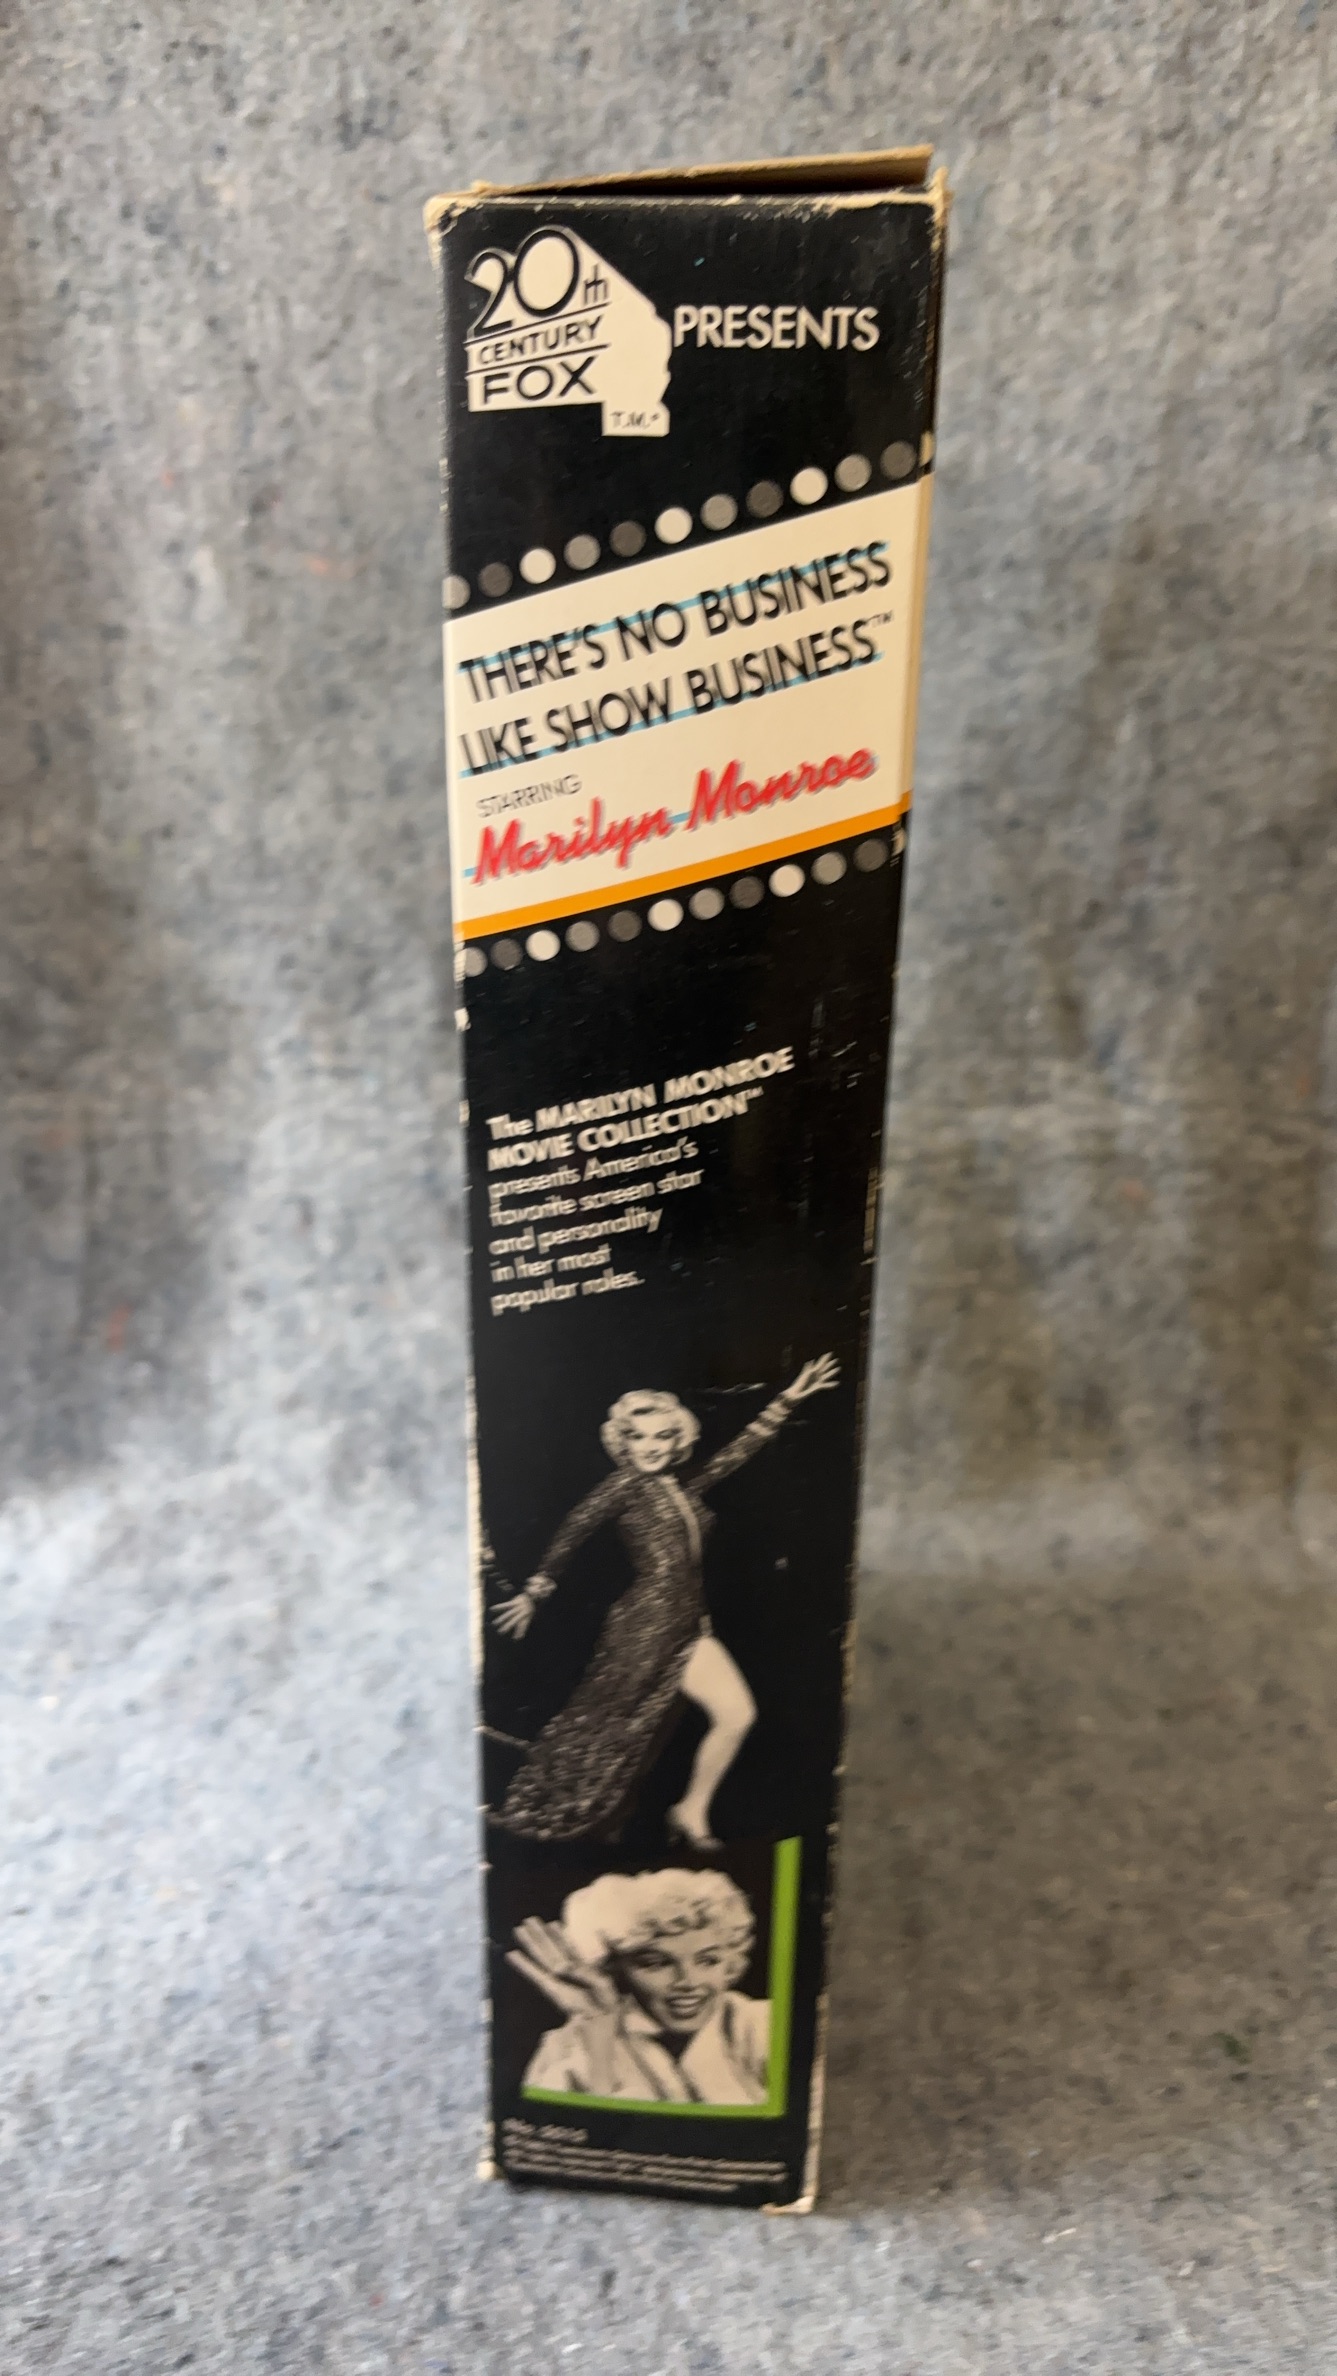 20th
CENTURY
FOX
T.M.*
PRESENTS
THERE'S NO BUSINESS
LIKE SHOW BUSINESS™
STARRING
Marilyn Monroe
The MARILYN MONROE
MOVIE COLLECTION™
presents America's
favorite screen star
and personality
in her most
popular roles.